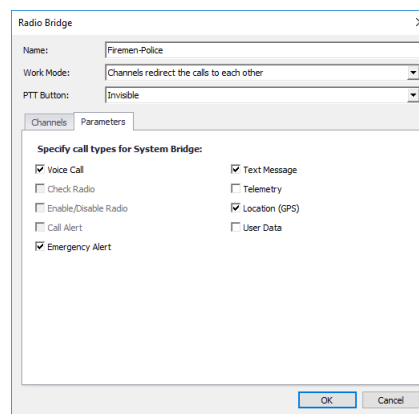 Radio Bridge
Name: Firemen-Police
Work Mode: Channels redirect the calls to each other
PTT Button: Invisible
Channels Parameters
Specify call types for System Bridge:
Voice Call Text Message
Check Radio Telemetry
Enable/Disable Radio Location (GPS)
Call Alert User Data
Emergency Alert
OK Cancel